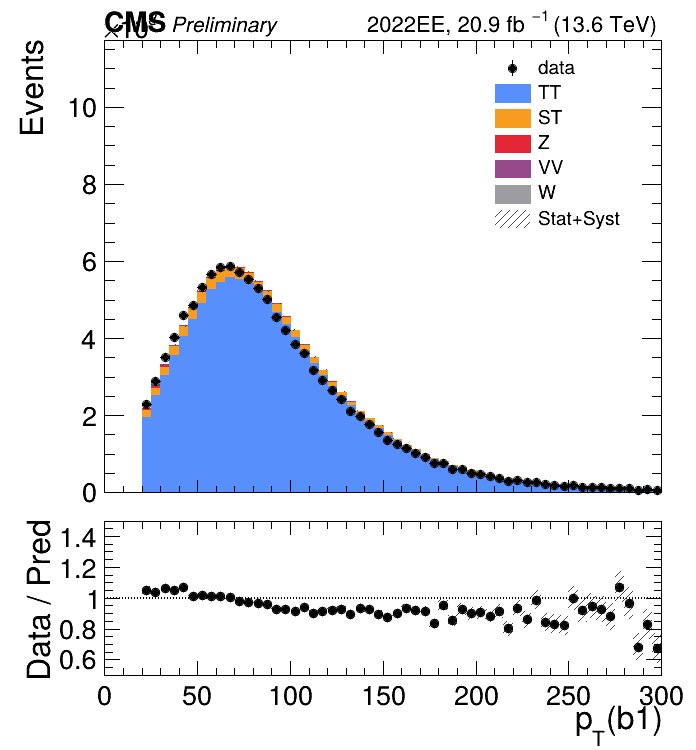 CMS Preliminary 2022EE, 20.9 fb⁻¹ (13.6 TeV)
Events
10
8
6
4
2
0
data
TT
ST
Z
VV
W
Stat+Syst
Data / Pred
1.4
1.2
1
0.8
0.6
0 50 100 150 200 250 300
p_T(b1)